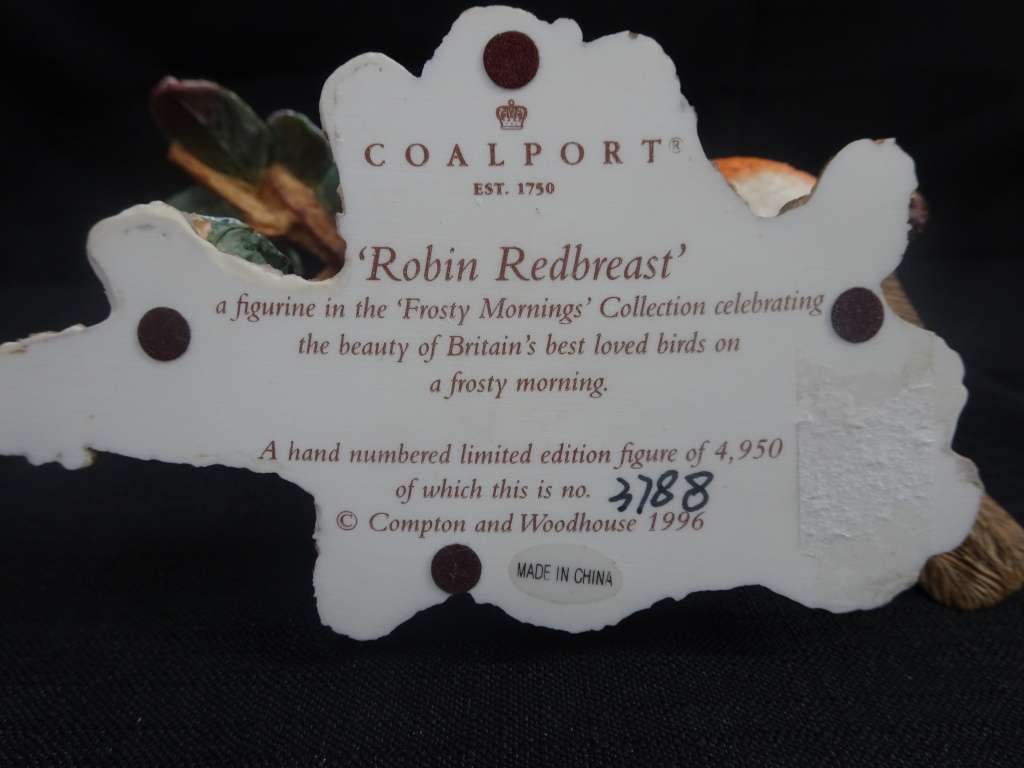 COALPORT®
EST. 1750
‘Robin Redbreast’
a figurine in the ‘Frosty Mornings’ Collection celebrating
the beauty of Britain’s best loved birds on
a frosty morning.
A hand numbered limited edition figure of 4,950
of which this is no. 3788
© Compton and Woodhouse 1996
MADE IN CHINA